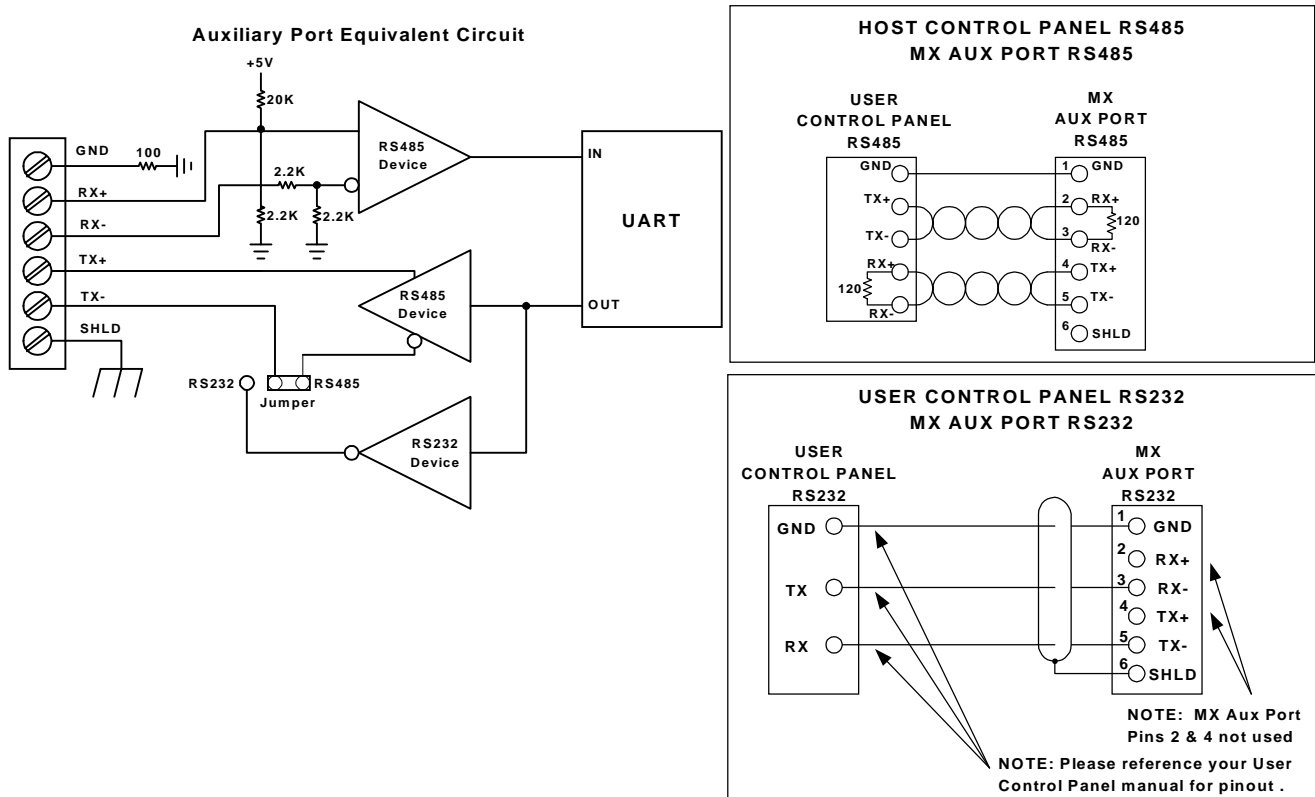 Auxiliary Port Equivalent Circuit
+5V
20K
GND
100
RX+
2.2K
RX-
2.2K
2.2K
TX+
TX-
SHLD
RS485
Device
IN
UART
RS485
Device
OUT
RS232
RS485
Jumper
RS232
Device
HOST CONTROL PANEL RS485
MX AUX PORT RS485
USER
CONTROL PANEL
RS485
MX
AUX PORT
RS485
GND
1 GND
TX+
2 RX+
120
TX-
3 RX-
RX+
4 TX+
120
RX-
5 TX-
6 SHLD
USER CONTROL PANEL RS232
MX AUX PORT RS232
USER
CONTROL PANEL
RS232
MX
AUX PORT
RS232
GND
1 GND
2 RX+
TX
3 RX-
4 TX+
RX
5 TX-
6 SHLD
NOTE: MX Aux Port
Pins 2 & 4 not used
NOTE: Please reference your User
Control Panel manual for pinout .